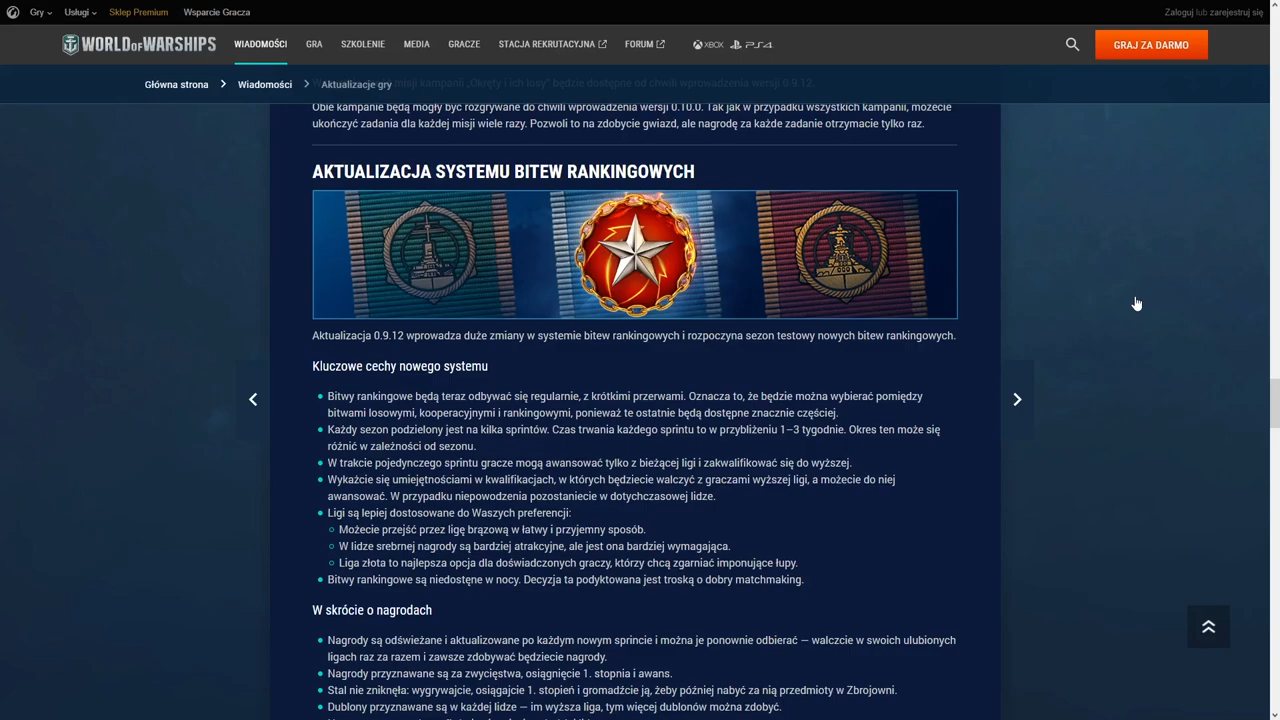 Gry
Usługi
Sklep Premium
Wsparcie Gracza
Zaloguj lub zarejestruj się
WORLD OF WARSHIPS
WIADOMOŚCI
GRA
SZKOLENIE
MEDIA
GRACZE
STACJA REKRUTACYJNA
FORUM
XBOX
PS4
GRAJ ZA DARMO
Główna strona
Wiadomości
Aktualizacje gry
misji kampanii „Okręty i ich losy” będzie dostępne od chwili wprowadzenia wersji 0.9.12.
Obie kampanie będą mogły być rozgrywane do chwili wprowadzenia wersji 0.10.0. Tak jak w przypadku wszystkich kampanii, możecie
ukończyć zadania dla każdej misji wiele razy. Pozwoli to na zdobycie gwiazd, ale nagrodę za każde zadanie otrzymacie tylko raz.
AKTUALIZACJA SYSTEMU BITEW RANKINGOWYCH
Aktualizacja 0.9.12 wprowadza duże zmiany w systemie bitew rankingowych i rozpoczyna sezon testowy nowych bitew rankingowych.
Kluczowe cechy nowego systemu
Bitwy rankingowe będą teraz odbywać się regularnie, z krótkimi przerwami. Oznacza to, że będzie można wybierać pomiędzy
bitwami losowymi, kooperacyjnymi i rankingowymi, ponieważ te ostatnie będą dostępne znacznie częściej.
Każdy sezon podzielony jest na kilka sprintów. Czas trwania każdego sprintu to w przybliżeniu 1–3 tygodnie. Okres ten może się
różnić w zależności od sezonu.
W trakcie pojedynczego sprintu gracze mogą awansować tylko z bieżącej ligi i zakwalifikować się do wyższej.
Wykażcie się umiejętnościami w kwalifikacjach, w których będziecie walczyć z graczami wyższej ligi, a możecie do niej
awansować. W przypadku niepowodzenia pozostaniecie w dotychczasowej lidze.
Ligi są lepiej dostosowane do Waszych preferencji:
Możecie przejść przez ligę brązową w łatwy i przyjemny sposób.
W lidze srebrnej nagrody są bardziej atrakcyjne, ale jest ona bardziej wymagająca.
Liga złota to najlepsza opcja dla doświadczonych graczy, którzy chcą zgarniać imponujące łupy.
Bitwy rankingowe są niedostęne w nocy. Decyzja ta podyktowana jest troską o dobry matchmaking.
W skrócie o nagrodach
Nagrody są odświeżane i aktualizowane po każdym nowym sprincie i można je ponownie odbierać — walczcie w swoich ulubionych
ligach raz za razem i zawsze zdobywać będziecie nagrody.
Nagrody przyznawane są za zwycięstwa, osiągnięcie 1. stopnia i awans.
Stal nie zniknęła: wygrywajcie, osiągajcie 1. stopień i gromadźcie ją, żeby później nabyć za nią przedmioty w Zbrojowni.
Dublony przyznawane są w każdej lidze — im wyższa liga, tym więcej dublonów można zdobyć.